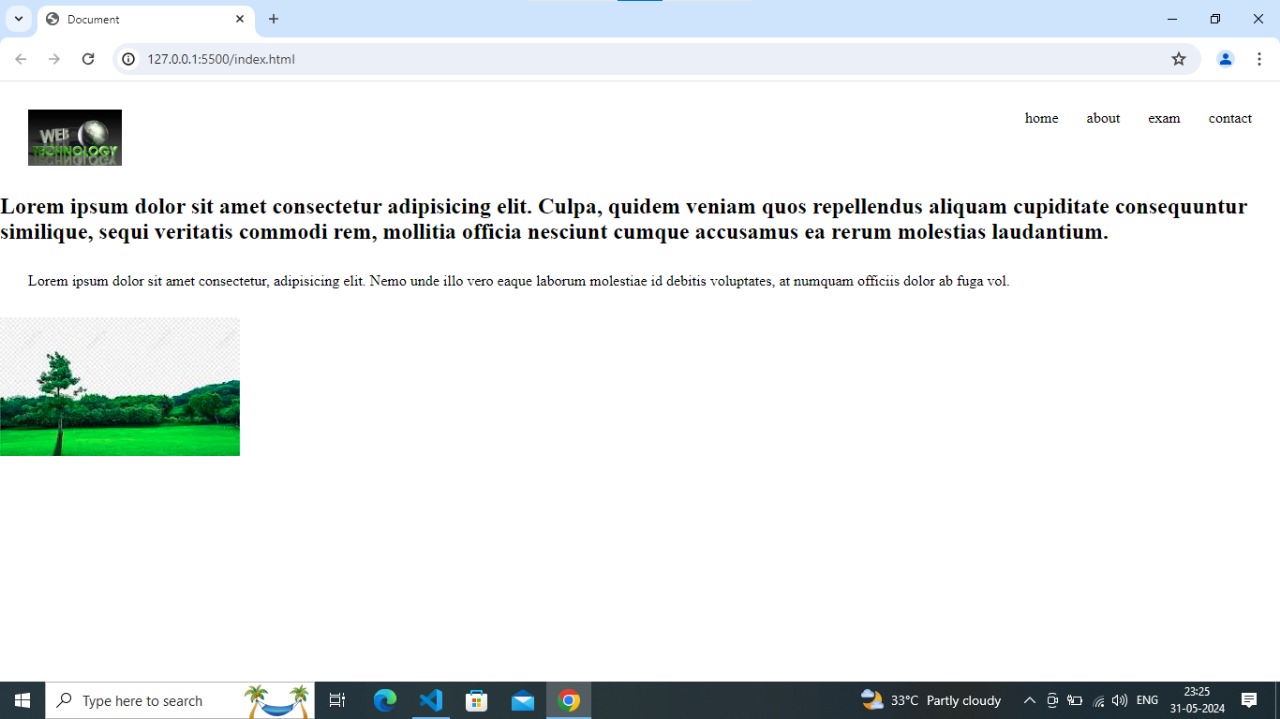 Document
127.0.0.1:5500/index.html
WEB
TECHNOLOGY
home about exam contact
Lorem ipsum dolor sit amet consectetur adipisicing elit. Culpa, quidem veniam quos repellendus aliquam cupiditate consequuntur
similique, sequi veritatis commodi rem, mollitia officia nesciunt cumque accusamus ea rerum molestias laudantium.
Lorem ipsum dolor sit amet consectetur, adipisicing elit. Nemo unde illo vero eaque laborum molestiae id debitis voluptates, at numquam officiis dolor ab fuga vol.
Type here to search
33°C Partly cloudy
ENG
23:25
31-05-2024